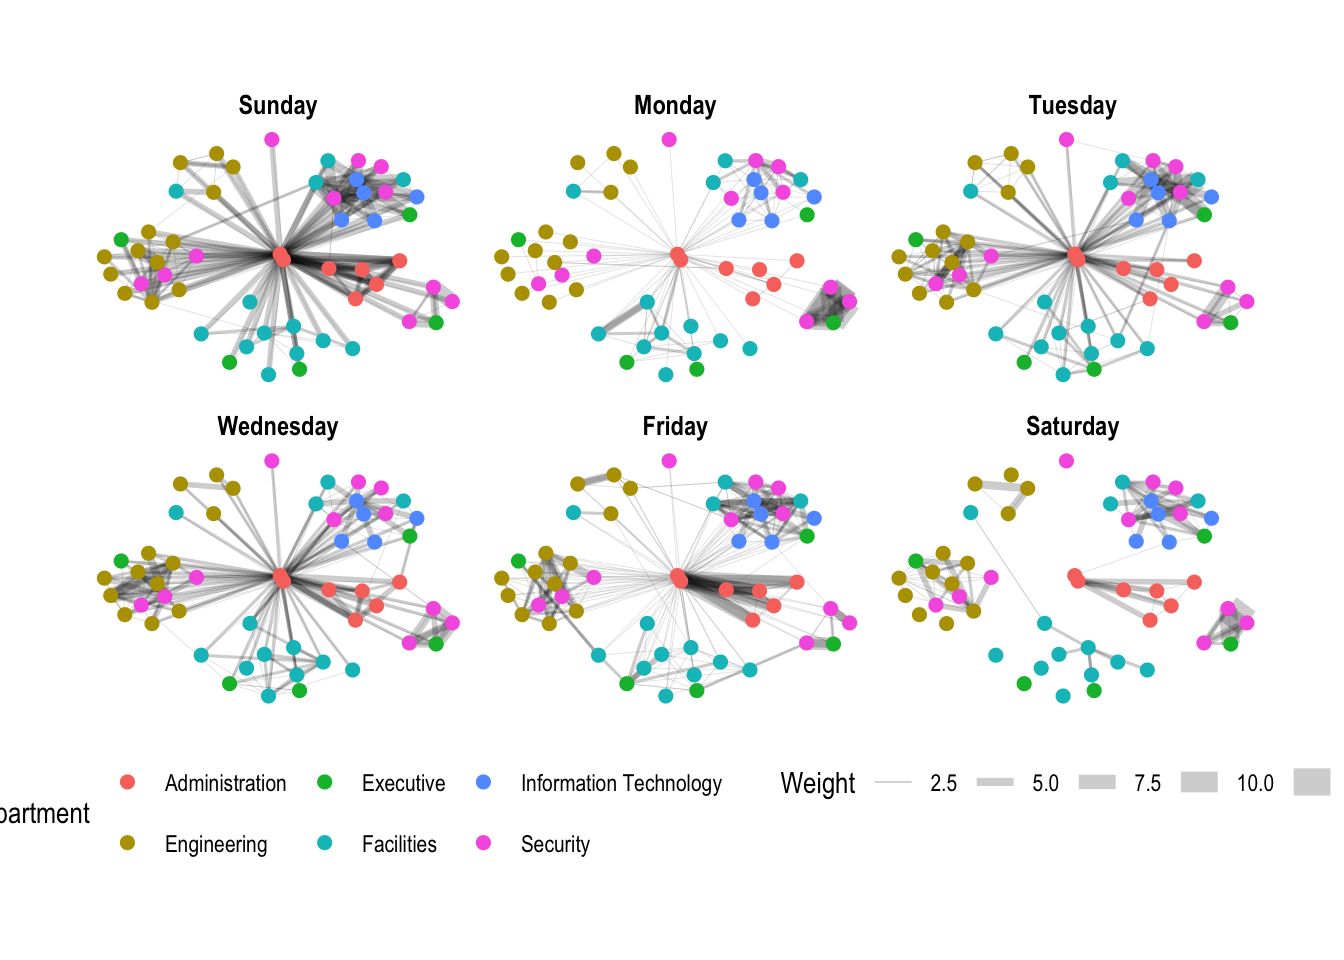 Sunday
Monday
Tuesday
Wednesday
Friday
Saturday
Administration
Executive
Information Technology
Weight
2.5
5.0
7.5
10.0
partment
Engineering
Facilities
Security